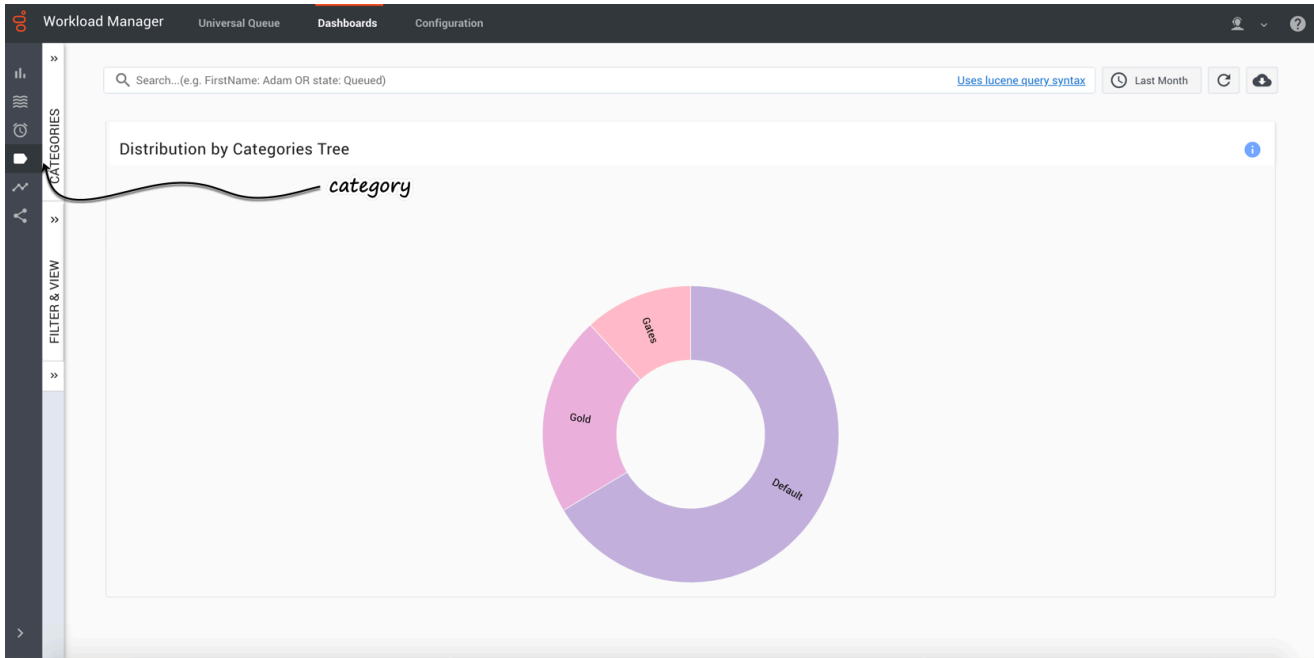 Workload Manager Universal Queue Dashboards Configuration
Search...(e.g. FirstName: Adam OR state: Queued) Uses lucene query syntax Last Month
CATEGORIES
Distribution by Categories Tree
category
FILTER & VIEW
Gates
Gold
Default